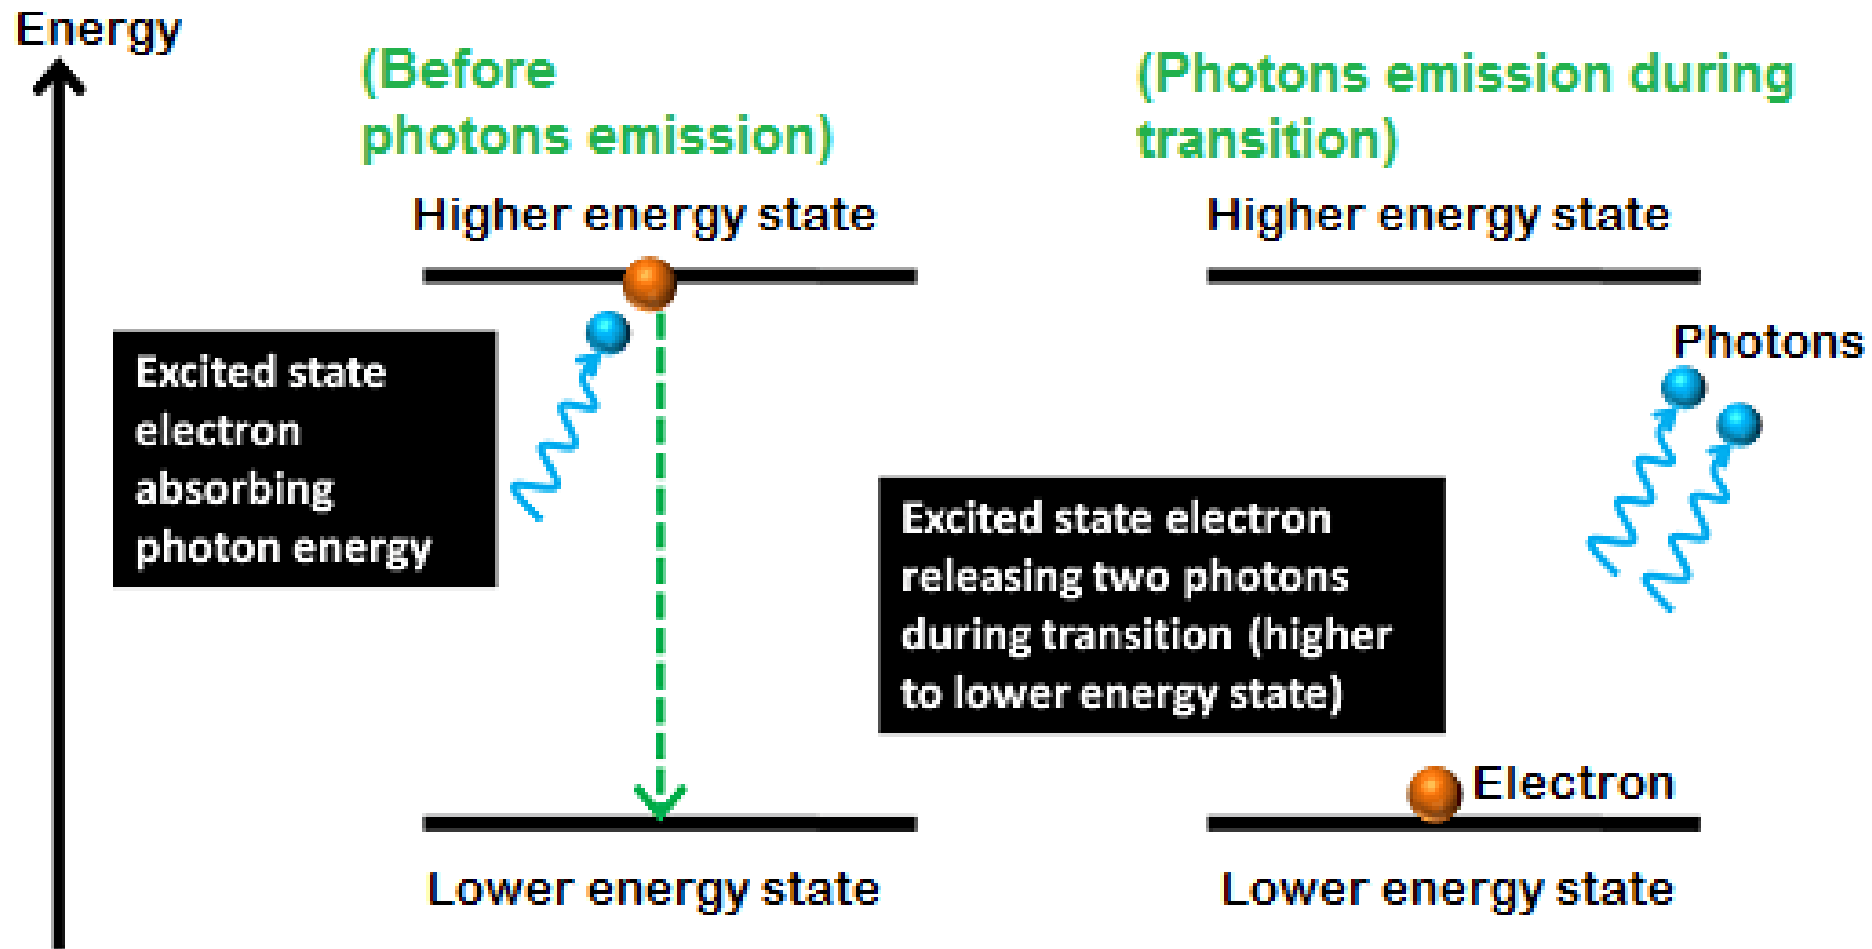 Energy
(Before
photons emission)
Higher energy state
Excited state
electron
absorbing
photon energy
Lower energy state
(Photons emission during
transition)
Higher energy state
Photons
Excited state electron
releasing two photons
during transition (higher
to lower energy state)
Electron
Lower energy state